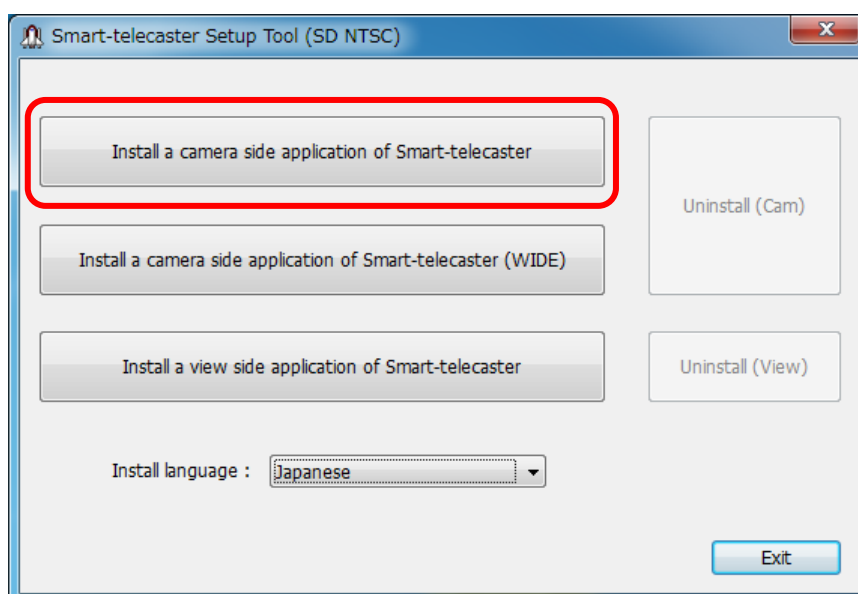 Smart-telecaster Setup Tool (SD NTSC)
Install a camera side application of Smart-telecaster
Uninstall (Cam)
Install a camera side application of Smart-telecaster (WIDE)
Install a view side application of Smart-telecaster
Uninstall (View)
Install language :
Japanese
Exit